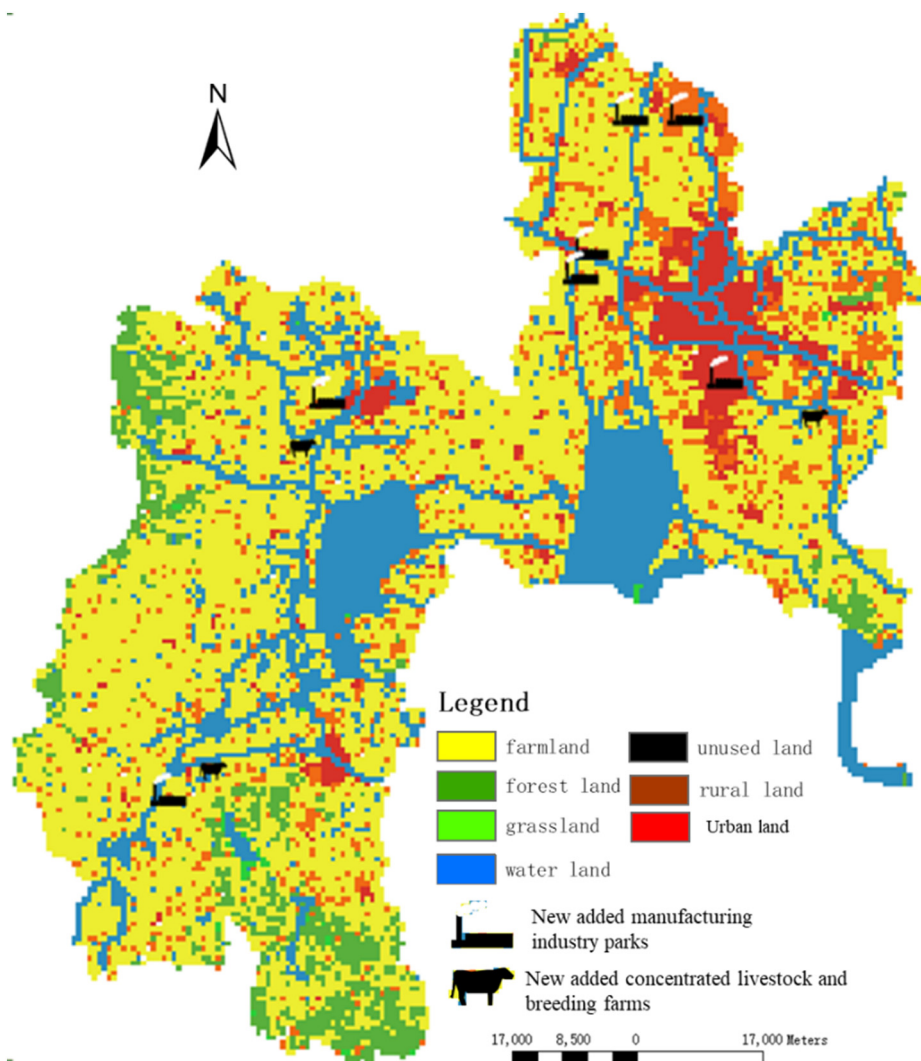 N
Legend
farmland
unused land
forest land
rural land
grassland
Urban land
water land
New added manufacturing
industry parks
New added concentrated livestock and
breeding farms
17,000 8,500 0 17,000 Meters